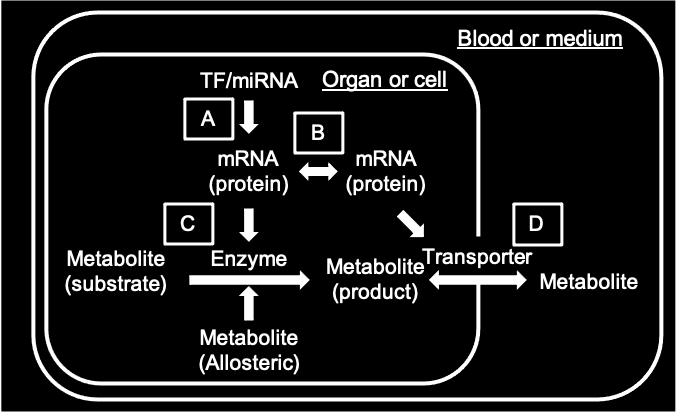 Blood or medium
TF/miRNA
Organ or cell
A
B
mRNA
(protein)
mRNA
(protein)
C
D
Metabolite
(substrate)
Enzyme
Metabolite
(product)
Transporter
Metabolite
Metabolite
(Allosteric)